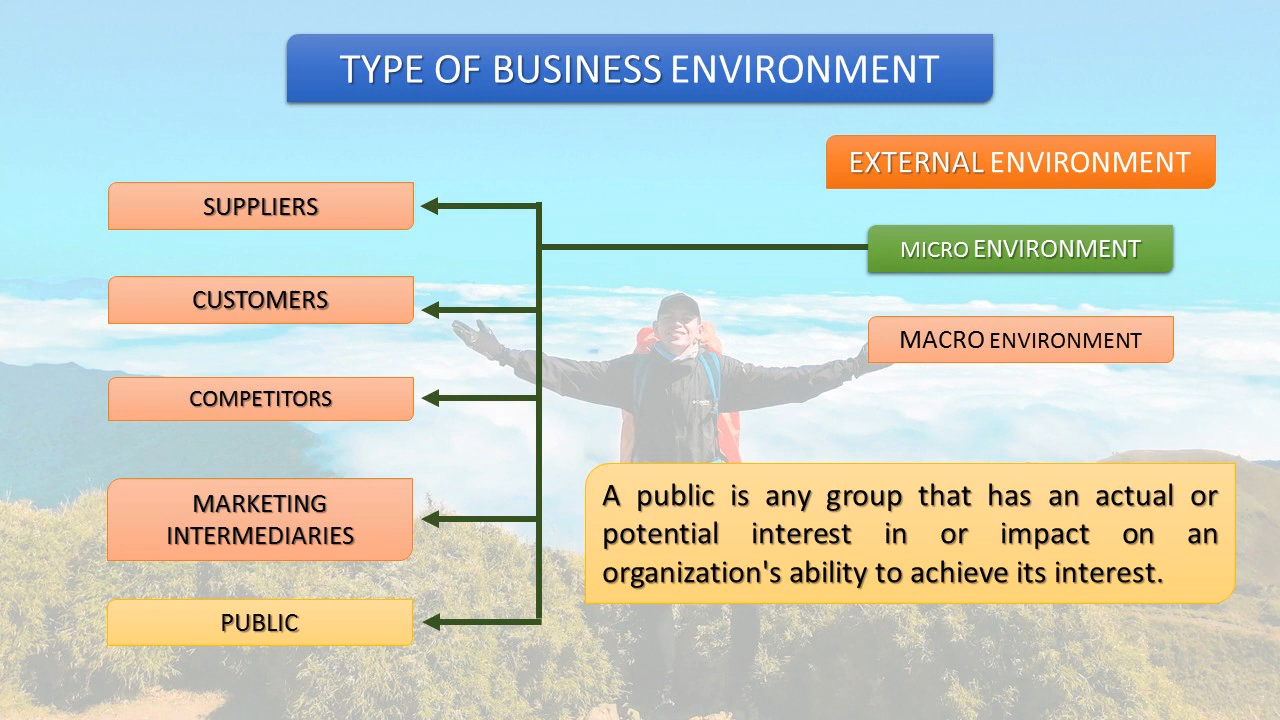 TYPE OF BUSINESS ENVIRONMENT
EXTERNAL ENVIRONMENT
SUPPLIERS
MICRO ENVIRONMENT
CUSTOMERS
MACRO ENVIRONMENT
COMPETITORS
MARKETING
INTERMEDIARIES
A public is any group that has an actual or
potential interest in or impact on an
organization's ability to achieve its interest.
PUBLIC